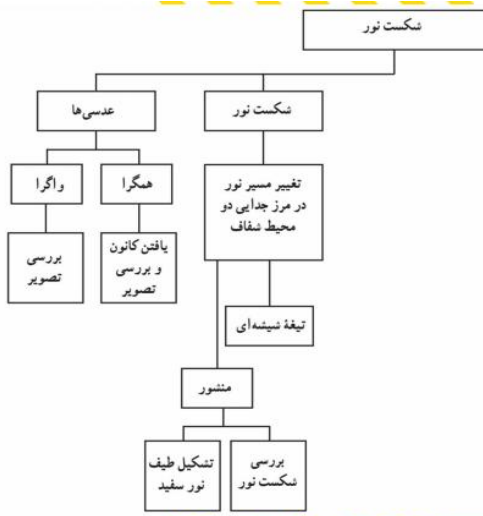 شکست نور
شکست نور
عدسی‌ها
تغییر مسیر نور
در مرز جدایی دو
محیط شفاف
همگرا
واگرا
یافتن کانون
و بررسی
تصویر
بررسی
تصویر
تیغهٔ شیشه‌ای
منشور
بررسی
شکست نور
تشکیل طیف
نور سفید